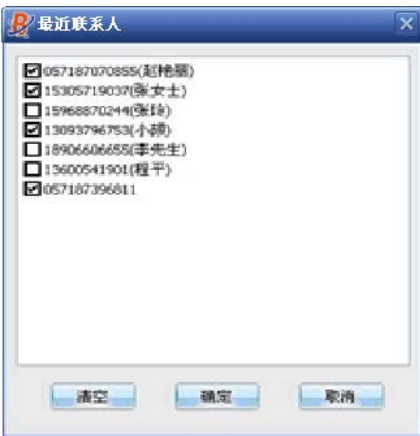 最近联系人
057187070855(赵艳丽)
15305719037(张女士)
15968870244(张玲)
13093796753(小颜)
18906606655(李先生)
13600541901(程平)
057187396811
清空
确定
取消